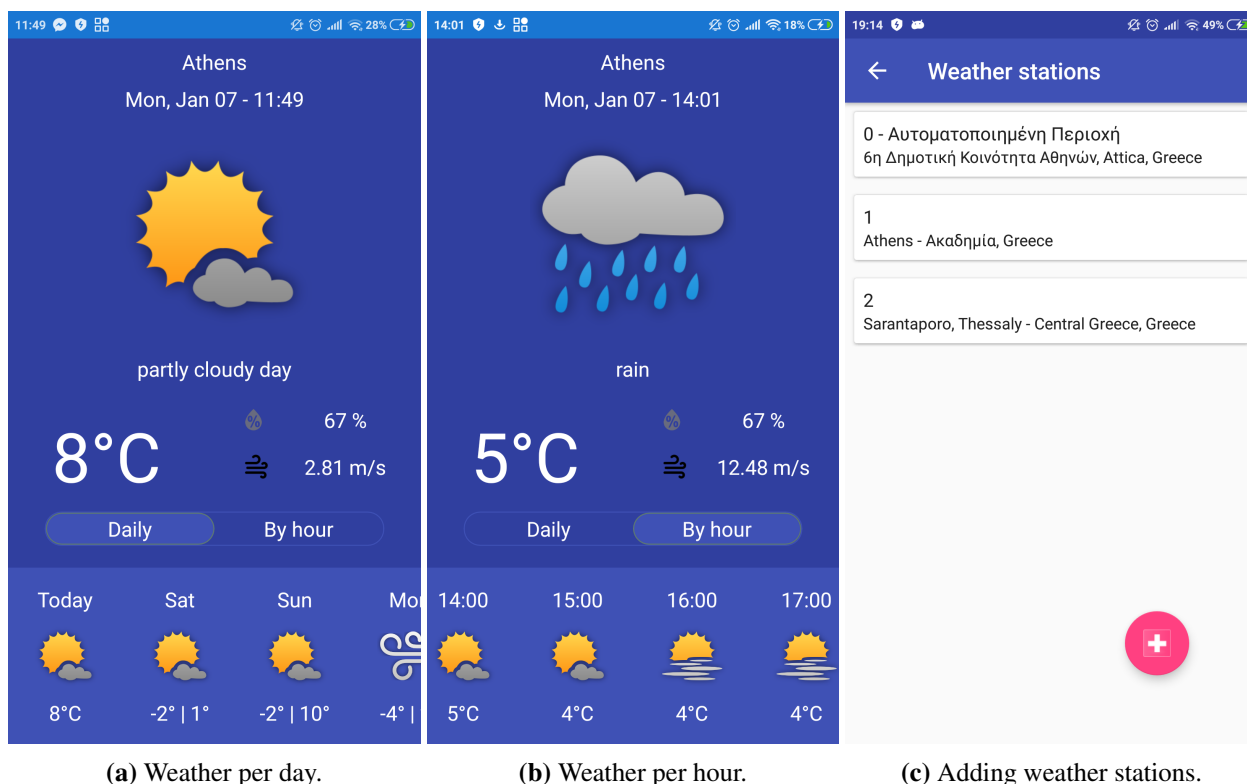 11:49
28%
Athens
Mon, Jan 07 - 11:49
partly cloudy day
8°C
67 %
2.81 m/s
Daily By hour
Today Sat Sun Mo
8°C -2° | 1° -2° | 10° -4° |
(a) Weather per day.
14:01
18%
Athens
Mon, Jan 07 - 14:01
rain
5°C
67 %
12.48 m/s
Daily By hour
14:00 15:00 16:00 17:00
5°C 4°C 4°C 4°C
(b) Weather per hour.
19:14
49%
Weather stations
0 - Αυτοματοποιημένη Περιοχή
6η Δημοτική Κοινότητα Αθηνών, Attica, Greece
1
Athens - Ακαδημία, Greece
2
Sarantaporo, Thessaly - Central Greece, Greece
(c) Adding weather stations.